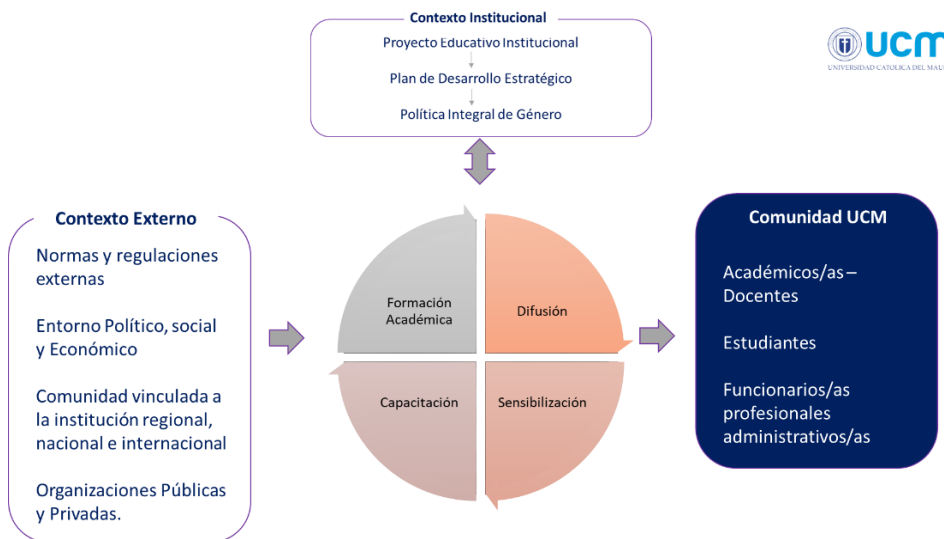 Contexto Institucional
Proyecto Educativo Institucional
Plan de Desarrollo Estratégico
Política Integral de Género
UCM
Contexto Externo
Normas y regulaciones
externas
Entorno Político, social
y Económico
Comunidad vinculada a
la institución regional,
nacional e internacional
Organizaciones Públicas
y Privadas.
Formación
Académica
Difusión
Capacitación
Sensibilización
Comunidad UCM
Académicos/as –
Docentes
Estudiantes
Funcionarios/as
profesionales
administrativos/as